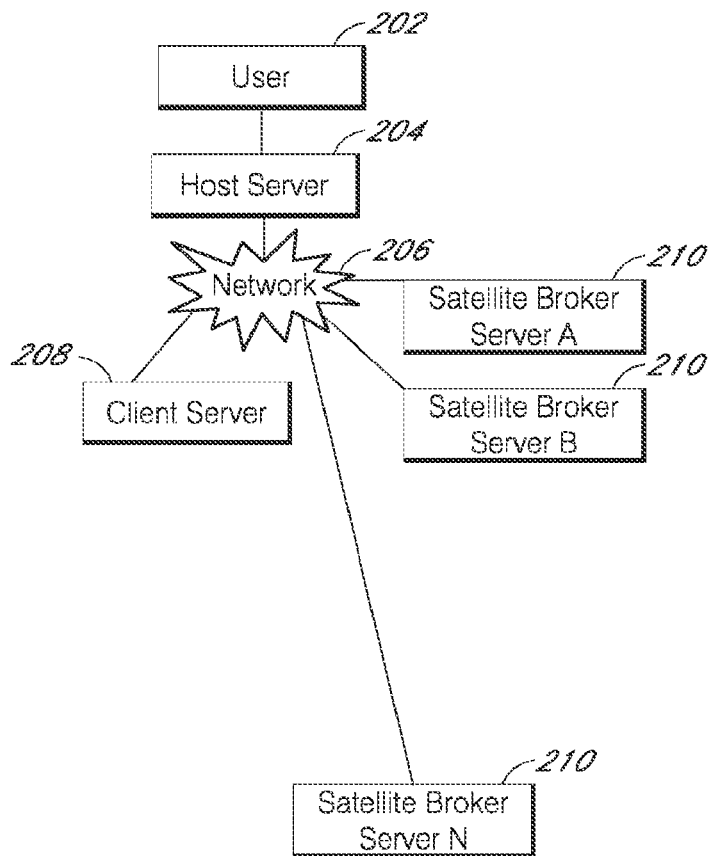 202
User
204
Host Server
206
Network
210
Satellite Broker
Server A
208
Client Server
210
Satellite Broker
Server B
210
Satellite Broker
Server N